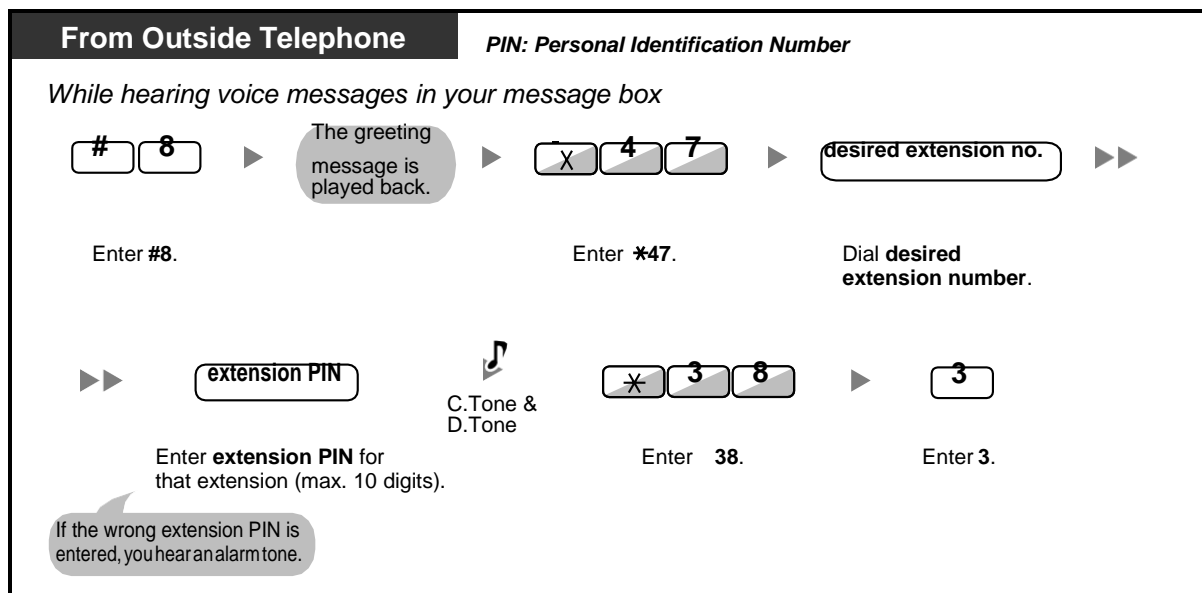 From Outside Telephone
PIN: Personal Identification Number
While hearing voice messages in your message box
# 8
The greeting
message is
played back.
* 4 7
desired extension no.
Enter #8.
Enter *47.
Dial desired
extension number.
extension PIN
C.Tone &
D.Tone
* 3 8
3
Enter extension PIN for
that extension (max. 10 digits).
Enter 38.
Enter 3.
If the wrong extension PIN is
entered, you hear an alarm tone.